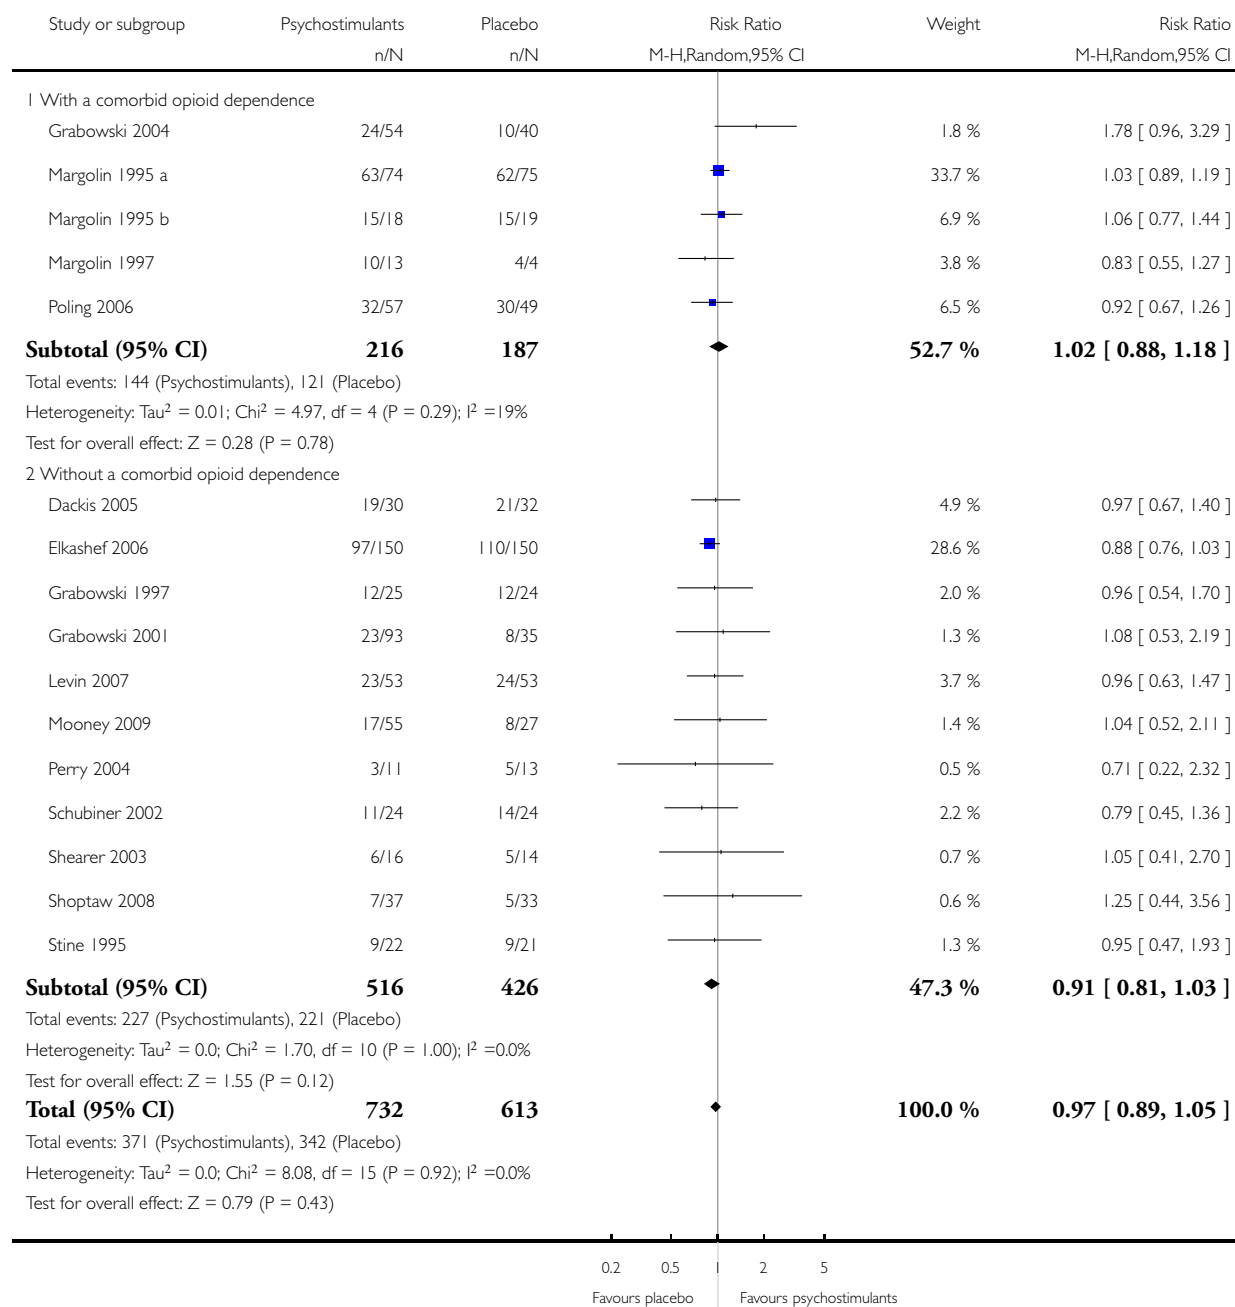 Study or subgroup Psychostimulants Placebo Risk Ratio Weight Risk Ratio
n/N n/N M-H,Random,95% CI M-H,Random,95% CI
1 With a comorbid opioid dependence
Grabowski 2004 24/54 10/40 1.8 % 1.78 [ 0.96, 3.29 ]
Margolin 1995 a 63/74 62/75 33.7 % 1.03 [ 0.89, 1.19 ]
Margolin 1995 b 15/18 15/19 6.9 % 1.06 [ 0.77, 1.44 ]
Margolin 1997 10/13 4/4 3.8 % 0.83 [ 0.55, 1.27 ]
Poling 2006 32/57 30/49 6.5 % 0.92 [ 0.67, 1.26 ]
Subtotal (95% CI) 216 187 52.7 % 1.02 [ 0.88, 1.18 ]
Total events: 144 (Psychostimulants), 121 (Placebo)
Heterogeneity: Tau² = 0.01; Chi² = 4.97, df = 4 (P = 0.29); I² =19%
Test for overall effect: Z = 0.28 (P = 0.78)
2 Without a comorbid opioid dependence
Dackis 2005 19/30 21/32 4.9 % 0.97 [ 0.67, 1.40 ]
Elkashef 2006 97/150 110/150 28.6 % 0.88 [ 0.76, 1.03 ]
Grabowski 1997 12/25 12/24 2.0 % 0.96 [ 0.54, 1.70 ]
Grabowski 2001 23/93 8/35 1.3 % 1.08 [ 0.53, 2.19 ]
Levin 2007 23/53 24/53 3.7 % 0.96 [ 0.63, 1.47 ]
Mooney 2009 17/55 8/27 1.4 % 1.04 [ 0.52, 2.11 ]
Perry 2004 3/11 5/13 0.5 % 0.71 [ 0.22, 2.32 ]
Schubiner 2002 11/24 14/24 2.2 % 0.79 [ 0.45, 1.36 ]
Shearer 2003 6/16 5/14 0.7 % 1.05 [ 0.41, 2.70 ]
Shoptaw 2008 7/37 5/33 0.6 % 1.25 [ 0.44, 3.56 ]
Stine 1995 9/22 9/21 1.3 % 0.95 [ 0.47, 1.93 ]
Subtotal (95% CI) 516 426 47.3 % 0.91 [ 0.81, 1.03 ]
Total events: 227 (Psychostimulants), 221 (Placebo)
Heterogeneity: Tau² = 0.0; Chi² = 1.70, df = 10 (P = 1.00); I² =0.0%
Test for overall effect: Z = 1.55 (P = 0.12)
Total (95% CI) 732 613 100.0 % 0.97 [ 0.89, 1.05 ]
Total events: 371 (Psychostimulants), 342 (Placebo)
Heterogeneity: Tau² = 0.0; Chi² = 8.08, df = 15 (P = 0.92); I² =0.0%
Test for overall effect: Z = 0.79 (P = 0.43)
0.2 0.5 1 2 5
Favours placebo Favours psychostimulants